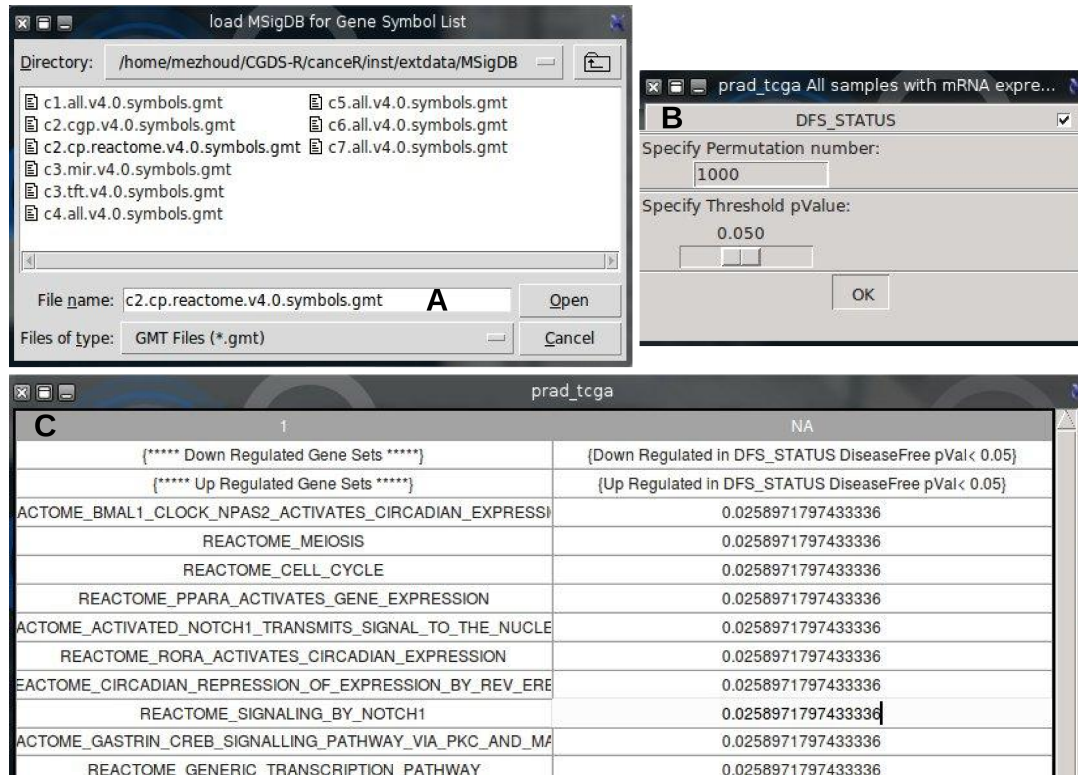 load MSigDB for Gene Symbol List
Directory: /home/mezhoud/CGDS-R/canceR/inst/extdata/MSigDB
c1.all.v4.0.symbols.gmt
c2.cgp.v4.0.symbols.gmt
c2.cp.reactome.v4.0.symbols.gmt
c3.mir.v4.0.symbols.gmt
c3.tft.v4.0.symbols.gmt
c4.all.v4.0.symbols.gmt
c5.all.v4.0.symbols.gmt
c6.all.v4.0.symbols.gmt
c7.all.v4.0.symbols.gmt
File name: c2.cp.reactome.v4.0.symbols.gmt A Open
Files of type: GMT Files (*.gmt) Cancel
prad_tcga All samples with mRNA expre...
B DFS_STATUS
Specify Permutation number:
1000
Specify Threshold pValue:
0.050
OK
prad_tcga
C 1 NA
{***** Down Regulated Gene Sets *****} {Down Regulated in DFS_STATUS DiseaseFree pVal< 0.05}
{***** Up Regulated Gene Sets *****} {Up Regulated in DFS_STATUS DiseaseFree pVal< 0.05}
ACTOME_BMAL1_CLOCK_NPAS2_ACTIVATES_CIRCADIAN_EXPRESSI 0.0258971797433336
REACTOME_MEIOSIS 0.0258971797433336
REACTOME_CELL_CYCLE 0.0258971797433336
REACTOME_PPARA_ACTIVATES_GENE_EXPRESSION 0.0258971797433336
ACTOME_ACTIVATED_NOTCH1_TRANSMITS_SIGNAL_TO_THE_NUCLE 0.0258971797433336
REACTOME_RORA_ACTIVATES_CIRCADIAN_EXPRESSION 0.0258971797433336
EACTOME_CIRCADIAN_REPRESSION_OF_EXPRESSION_BY_REV_ERE 0.0258971797433336
REACTOME_SIGNALING_BY_NOTCH1 0.0258971797433336
ACTOME_GASTRIN_CREB_SIGNALLING_PATHWAY_VIA_PKC_AND_MA 0.0258971797433336
REACTOME_GENERIC_TRANSCRIPTION_PATHWAY 0.0258971797433336